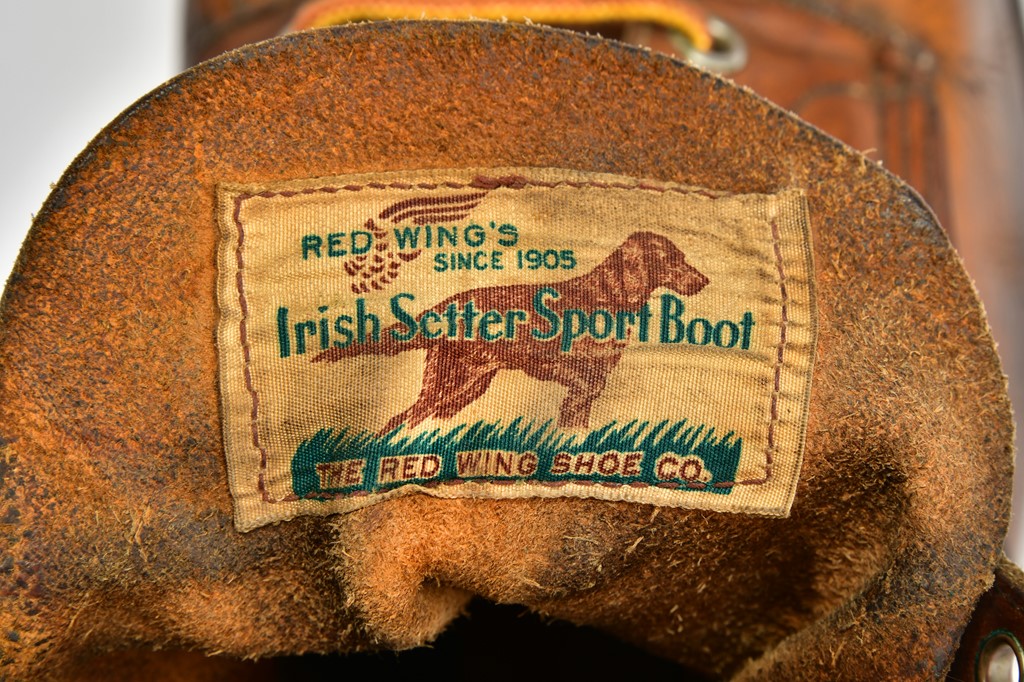 RED WING'S
SINCE 1905
Irish Setter Sport Boot
THE RED WING SHOE CO.